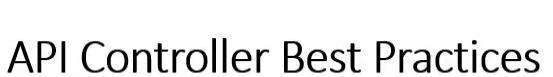 API Controller Best Practices